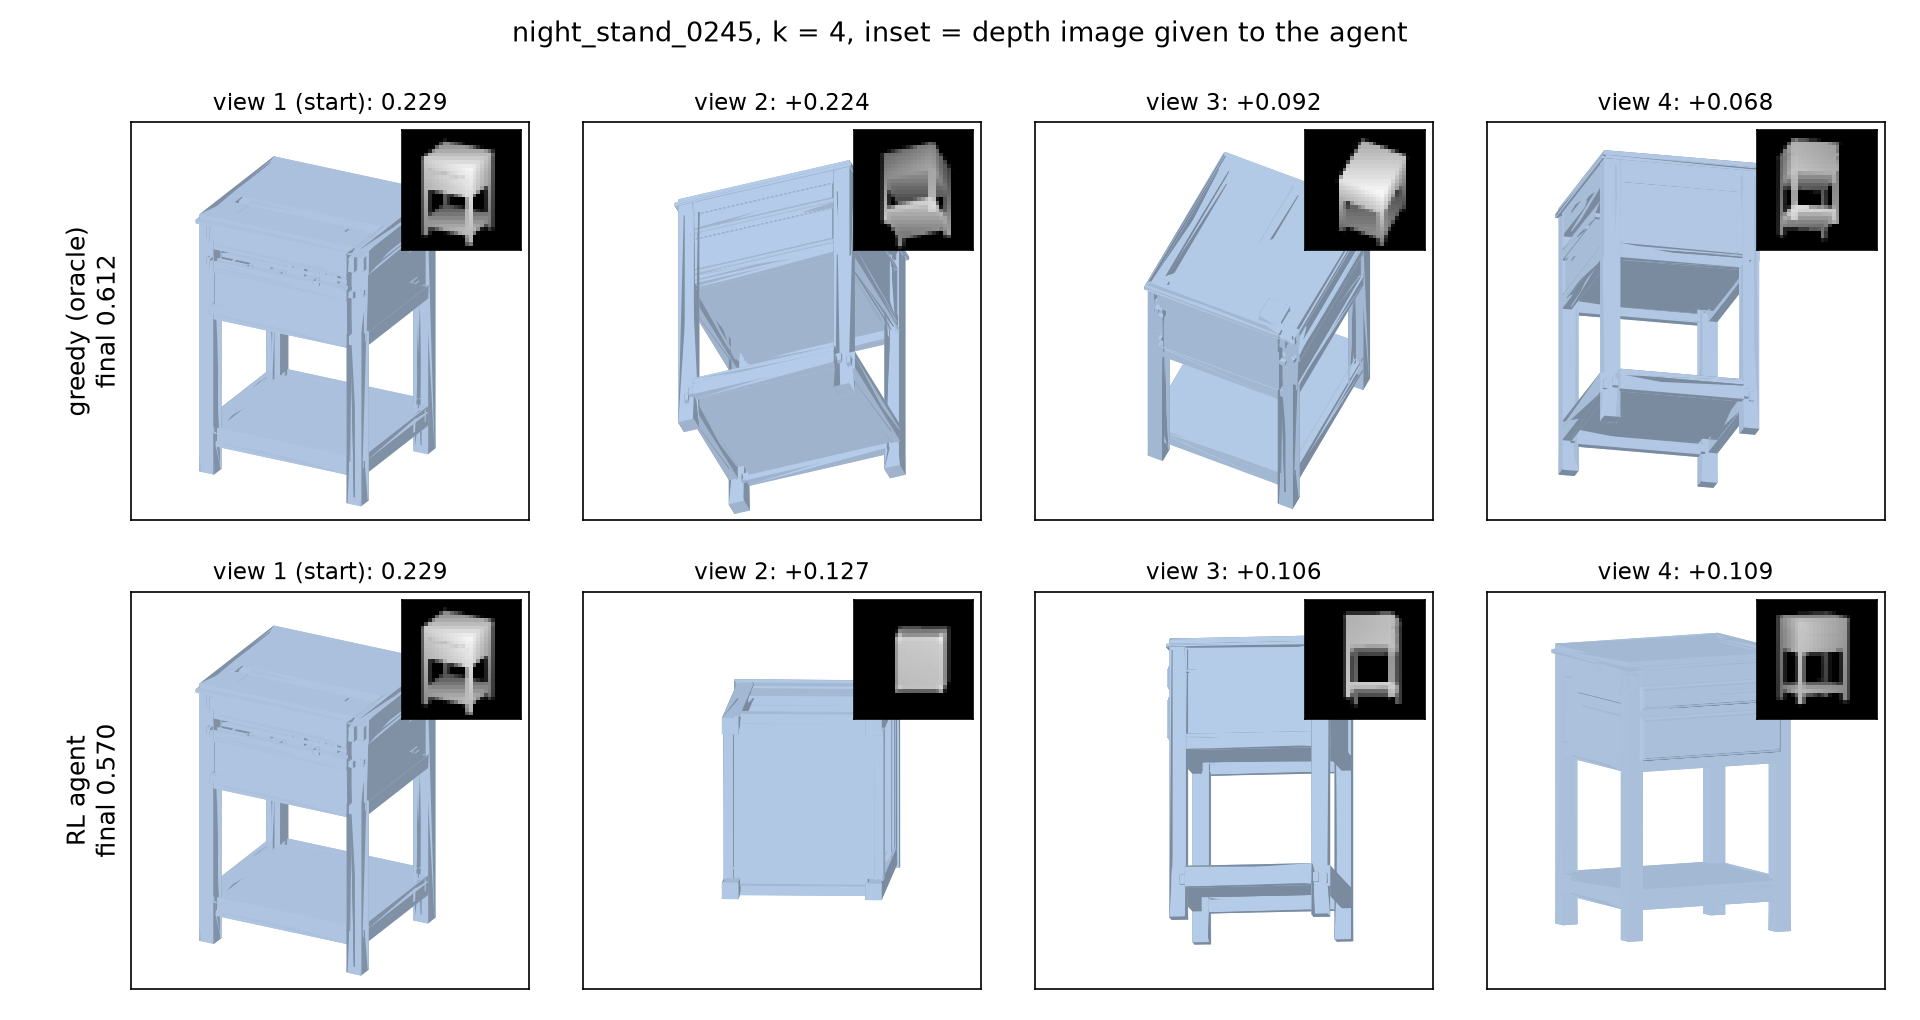 night_stand_0245, k = 4, inset = depth image given to the agent
greedy (oracle)
final 0.612
view 1 (start): 0.229
view 2: +0.224
view 3: +0.092
view 4: +0.068
RL agent
final 0.570
view 1 (start): 0.229
view 2: +0.127
view 3: +0.106
view 4: +0.109